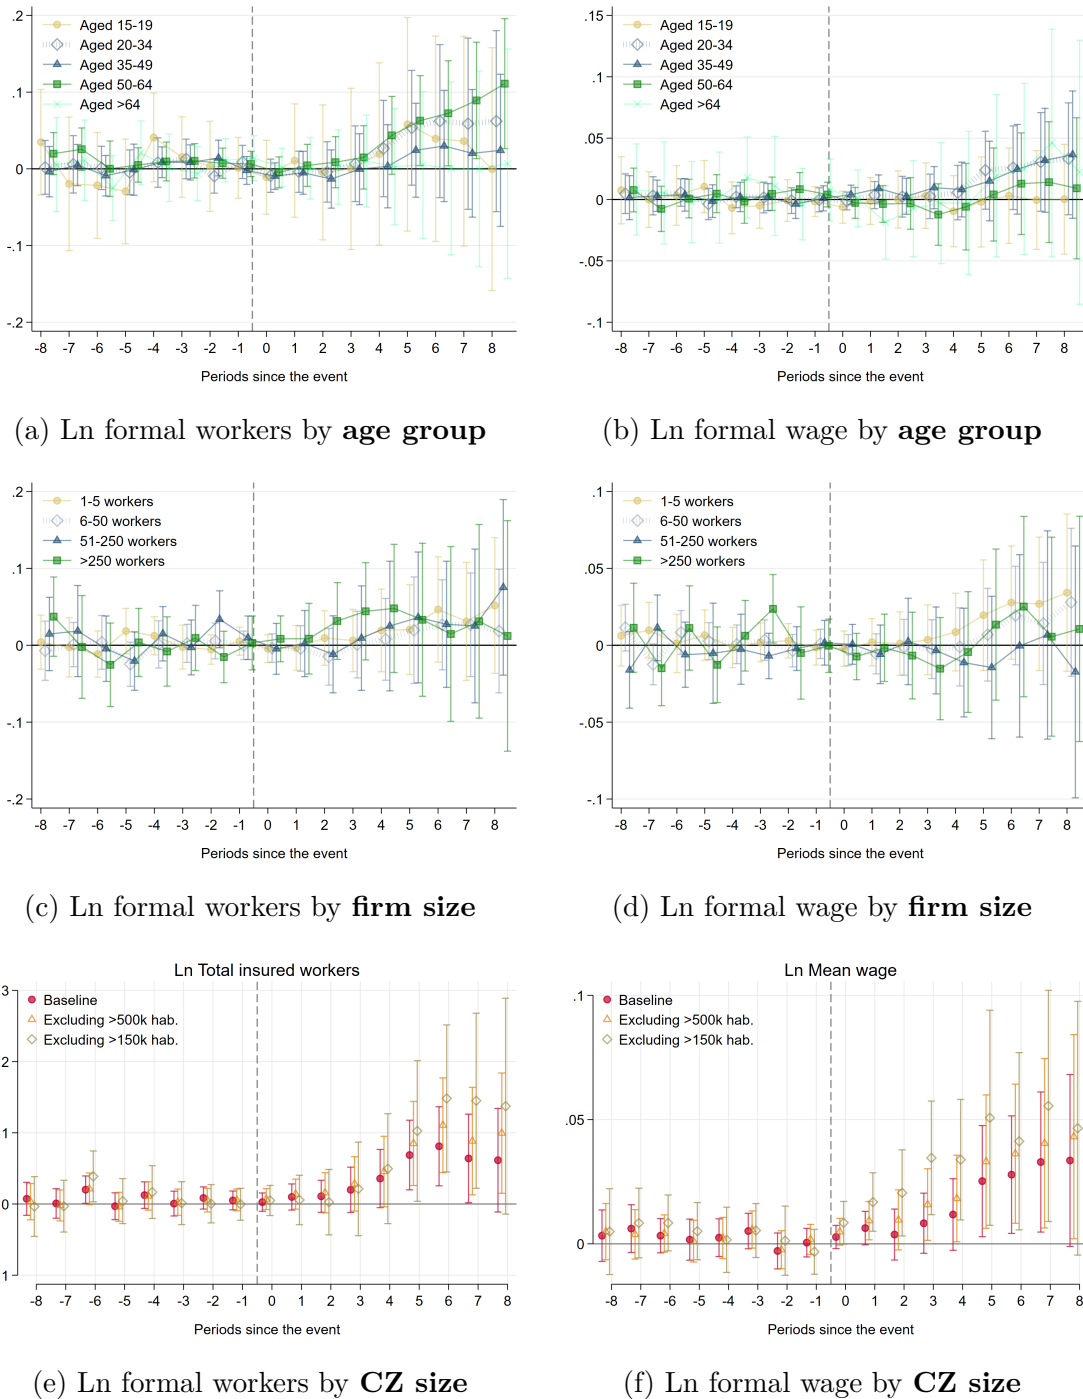 .2
.1
0
-.1
-.2
Aged 15-19
Aged 20-34
Aged 35-49
Aged 50-64
Aged >64
-8 -7 -6 -5 -4 -3 -2 -1 0 1 2 3 4 5 6 7 8
Periods since the event
(a) Ln formal workers by age group
.15
.1
.05
0
-.05
-.1
Aged 15-19
Aged 20-34
Aged 35-49
Aged 50-64
Aged >64
-8 -7 -6 -5 -4 -3 -2 -1 0 1 2 3 4 5 6 7 8
Periods since the event
(b) Ln formal wage by age group
.2
.1
0
-.1
-.2
1-5 workers
6-50 workers
51-250 workers
>250 workers
-8 -7 -6 -5 -4 -3 -2 -1 0 1 2 3 4 5 6 7 8
Periods since the event
(c) Ln formal workers by firm size
.1
.05
0
-.05
-.1
1-5 workers
6-50 workers
51-250 workers
>250 workers
-8 -7 -6 -5 -4 -3 -2 -1 0 1 2 3 4 5 6 7 8
Periods since the event
(d) Ln formal wage by firm size
Ln Total insured workers
3
2
1
0
1
Baseline
Excluding >500k hab.
Excluding >150k hab.
-8 -7 -6 -5 -4 -3 -2 -1 0 1 2 3 4 5 6 7 8
Periods since the event
(e) Ln formal workers by CZ size
Ln Mean wage
.1
.05
0
Baseline
Excluding >500k hab.
Excluding >150k hab.
-8 -7 -6 -5 -4 -3 -2 -1 0 1 2 3 4 5 6 7 8
Periods since the event
(f) Ln formal wage by CZ size